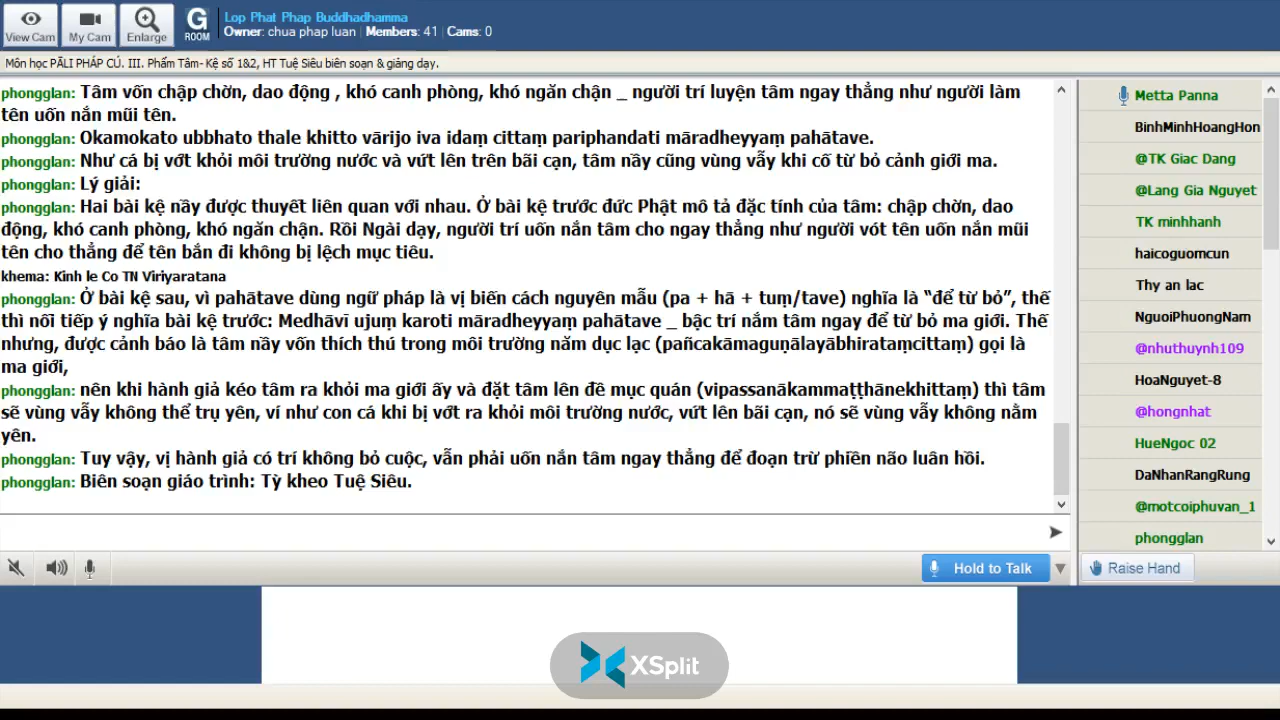 View Cam
My Cam
Enlarge
G
ROOM
Lop Phat Phap Buddhadhamma
Owner: chua phap luan | Members: 41 | Cams: 0
Môn học PÃLI PHÁP CÚ. III. Phẩm Tâm- Kệ số 1&2, HT Tuệ Siêu biên soạn & giảng dạy.
phongglan: Tâm vốn chập chờn, dao động , khó canh phòng, khó ngăn chận _ người trí luyện tâm ngay thẳng như người làm
tên uốn nắn mũi tên.
phongglan: Okamokato ubbhato thale khitto vārijo iva idaṃ cittaṃ pariphandati māradheyyaṃ pahātave.
phongglan: Như cá bị vớt khỏi môi trường nước và vứt lên trên bãi cạn, tâm nầy cũng vùng vẫy khi cố từ bỏ cảnh giới ma.
phongglan: Lý giải:
phongglan: Hai bài kệ nầy được thuyết liên quan với nhau. Ở bài kệ trước đức Phật mô tả đặc tính của tâm: chập chờn, dao
động, khó canh phòng, khó ngăn chận. Rồi Ngài dạy, người trí uốn nắn tâm cho ngay thẳng như người vót tên uốn nắn mũi
tên cho thẳng để tên bắn đi không bị lệch mục tiêu.
khema: Kinh le Co TN Viriyaratana
phongglan: Ở bài kệ sau, vì pahātave dùng ngữ pháp là vị biến cách nguyên mẫu (pa + hā + tuṃ/tave) nghĩa là “để từ bỏ”, thế
thì nối tiếp ý nghĩa bài kệ trước: Medhāvī ujuṃ karoti māradheyyaṃ pahātave _ bậc trí nắm tâm ngay để từ bỏ ma giới. Thế
nhưng, được cảnh báo là tâm nầy vốn thích thú trong môi trường năm dục lạc (pañcakāmaguṇālayābhirataṃcittaṃ) gọi là
ma giới,
phongglan: nên khi hành giả kéo tâm ra khỏi ma giới ấy và đặt tâm lên đề mục quán (vipassanākammaṭṭhānekhittaṃ) thì tâm
sẽ vùng vẫy không thể trụ yên, ví như con cá khi bị vớt ra khỏi môi trường nước, vứt lên bãi cạn, nó sẽ vùng vẫy không nằm
yên.
phongglan: Tuy vậy, vị hành giả có trí không bỏ cuộc, vẫn phải uốn nắn tâm ngay thẳng để đoạn trừ phiền não luân hồi.
phongglan: Biên soạn giáo trình: Tỳ kheo Tuệ Siêu.
Metta Panna
BinhMinhHoangHon
@TK Giac Dang
@Lang Gia Nguyet
TK minhhanh
haicoguomcun
Thy an lac
NguoiPhuongNam
@nhuthuynh109
HoaNguyet-8
@hongnhat
HueNgoc 02
DaNhanRangRung
@motcoiphuvan_1
phongglan
Hold to Talk
Raise Hand
XSplit